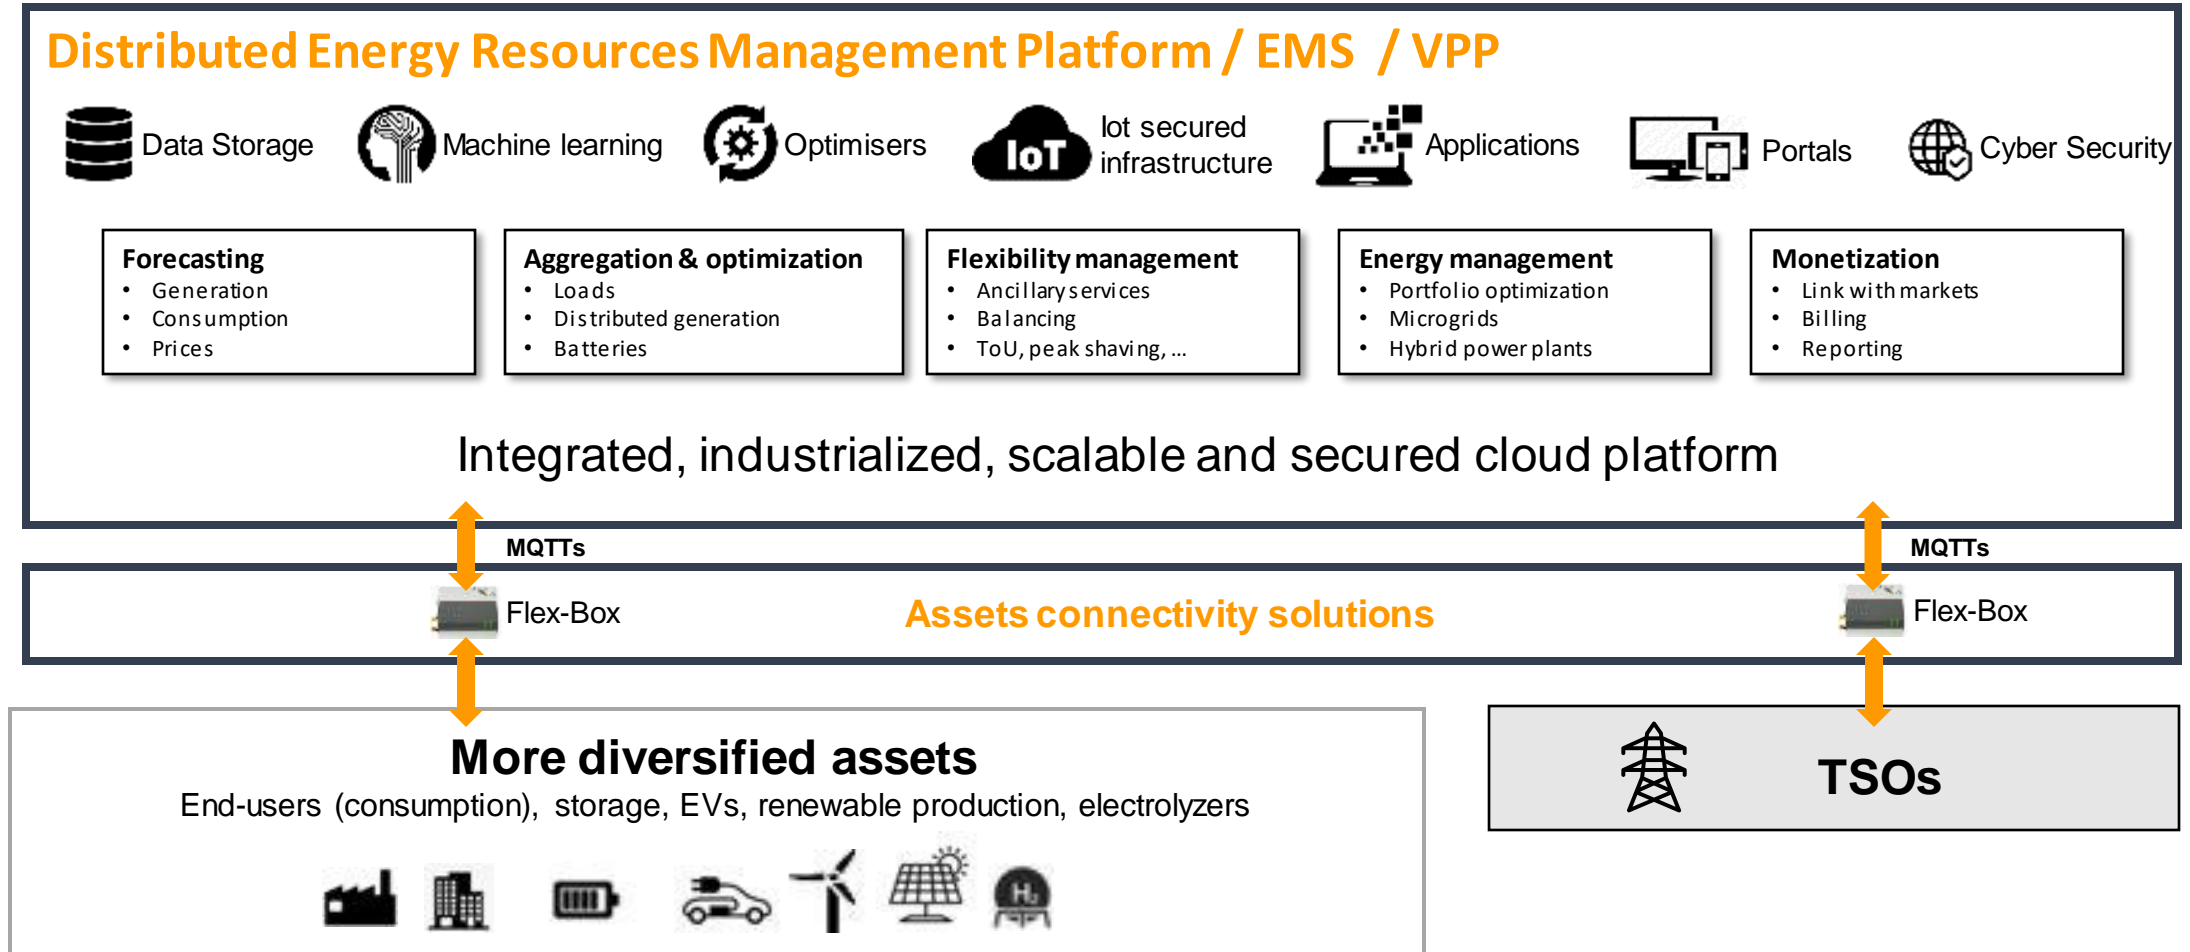 Distributed Energy Resources Management Platform / EMS / VPP
Data Storage
Machine learning
Optimisers
IoT
Iot secured
infrastructure
Applications
Portals
Cyber Security
Forecasting
• Generation
• Consumption
• Prices
Aggregation & optimization
• Loads
• Distributed generation
• Batteries
Flexibility management
• Ancillary services
• Balancing
• ToU, peak shaving, ...
Energy management
• Portfolio optimization
• Microgrids
• Hybrid power plants
Monetization
• Link with markets
• Billing
• Reporting
Integrated, industrialized, scalable and secured cloud platform
MQTTs
MQTTs
Flex-Box
Assets connectivity solutions
Flex-Box
More diversified assets
End-users (consumption), storage, EVs, renewable production, electrolyzers
H₂
TSOs